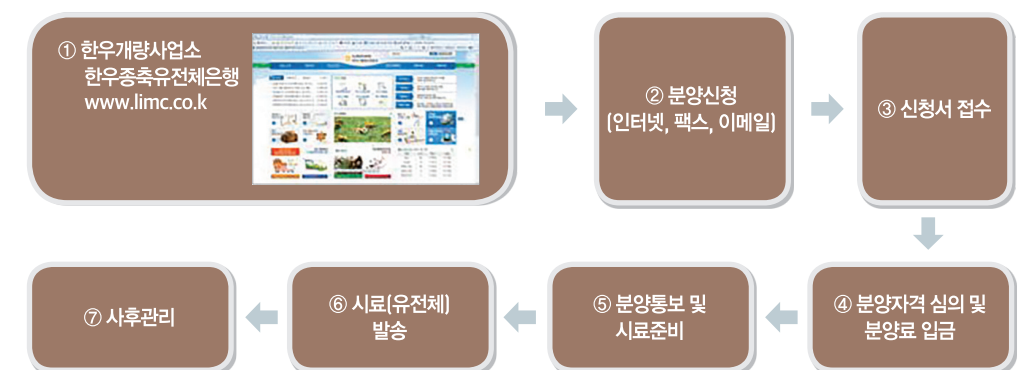 ① 한우개량사업소
한우종축유전체은행
www.limc.co.k
② 분양신청
(인터넷, 팩스, 이메일)
③ 신청서 접수
④ 분양자격 심의 및
분양료 입금
⑤ 분양통보 및
시료준비
⑥ 시료(유전체)
발송
⑦ 사후관리